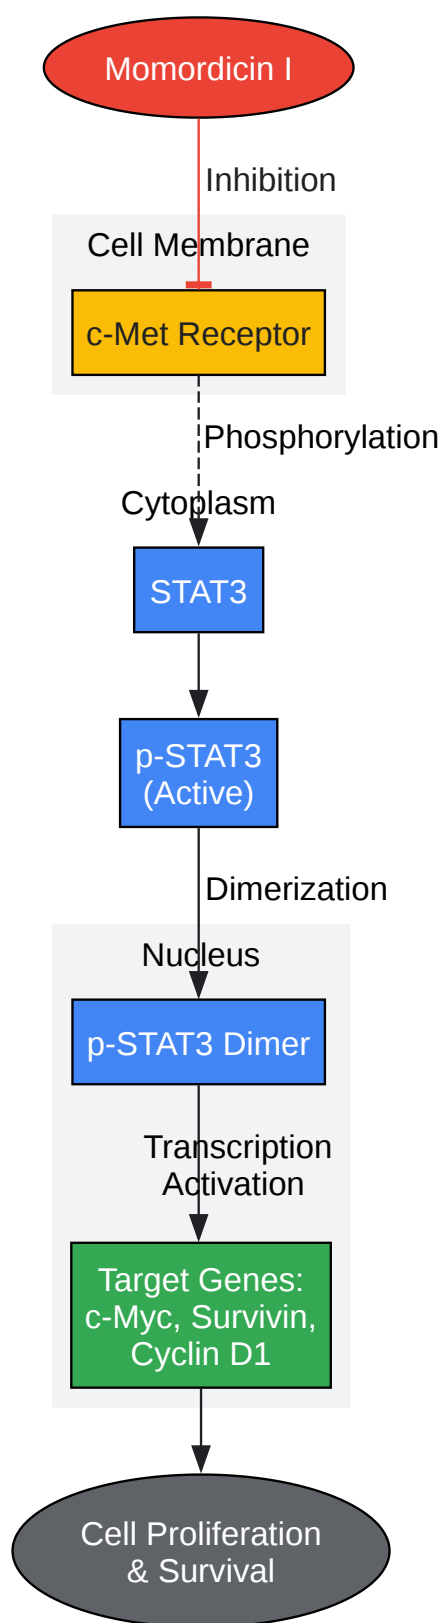 Momordicin I
Inhibition
Cell Membrane
c-Met Receptor
Phosphorylation
Cytoplasm
STAT3
p-STAT3
(Active)
Dimerization
Nucleus
p-STAT3 Dimer
Transcription
Activation
Target Genes:
c-Myc, Survivin,
Cyclin D1
Cell Proliferation
& Survival